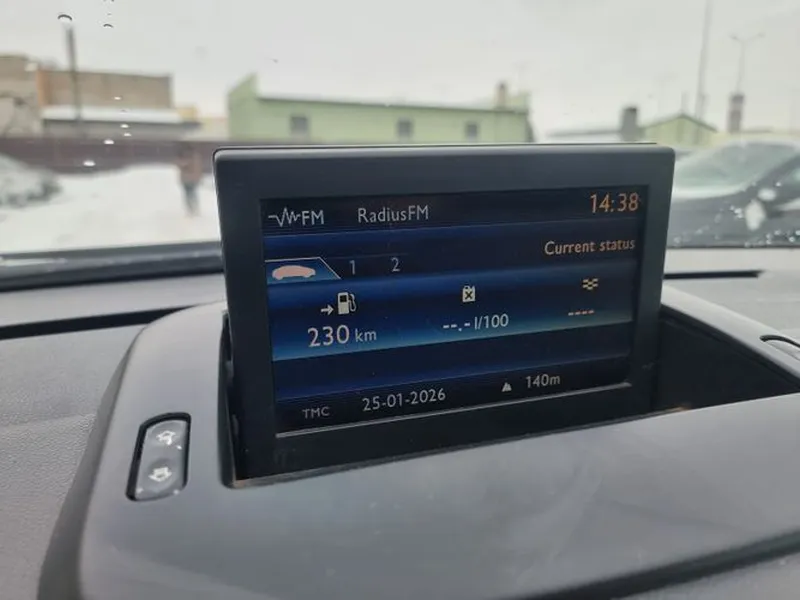 FM RadiusFM 14:38
Current status
1 2
230 km --.- l/100 ----
TMC 25-01-2026 140m